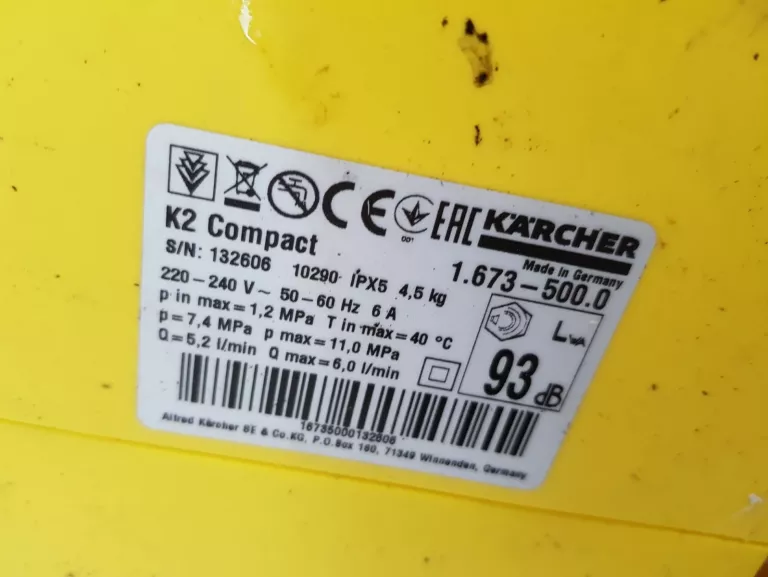 CE EAC KÄRCHER
K2 Compact
Made in Germany
S/N: 132606 10290 IPX5 4,5 kg
1.673-500.0
220-240 V~ 50-60 Hz 6 A
p in max=1,2 MPa T in max=40 °C
p=7,4 MPa p max=11,0 MPa
Q=5,2 l/min Q max=6,0 l/min
LWA
93 dB
16735000132606
Alfred Kärcher SE & Co.KG, P.O.Box 160, 71349 Winnenden, Germany